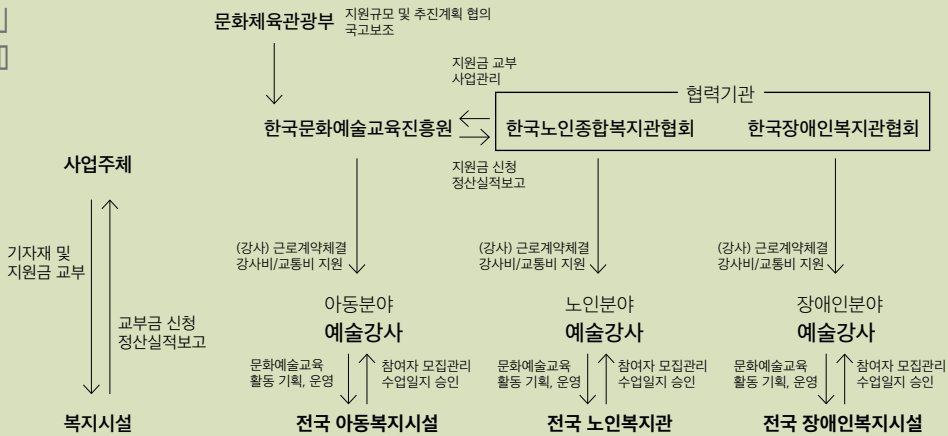 문화체육관광부
지원규모 및 추진계획 협의
국고보조
지원금 교부
사업관리
협력기관
한국문화예술교육진흥원
한국노인종합복지관협회
한국장애인복지관협회
지원금 신청
정산실적보고
사업주체
기자재 및
지원금 교부
교부금 신청
정산실적보고
복지시설
(강사) 근로계약체결
강사비/교통비 지원
(강사) 근로계약체결
강사비/교통비 지원
(강사) 근로계약체결
강사비/교통비 지원
아동분야
예술강사
노인분야
예술강사
장애인분야
예술강사
문화예술교육
활동 기획, 운영
참여자 모집관리
수업일지 승인
문화예술교육
활동 기획, 운영
참여자 모집관리
수업일지 승인
문화예술교육
활동 기획, 운영
참여자 모집관리
수업일지 승인
전국 아동복지시설
전국 노인복지관
전국 장애인복지시설